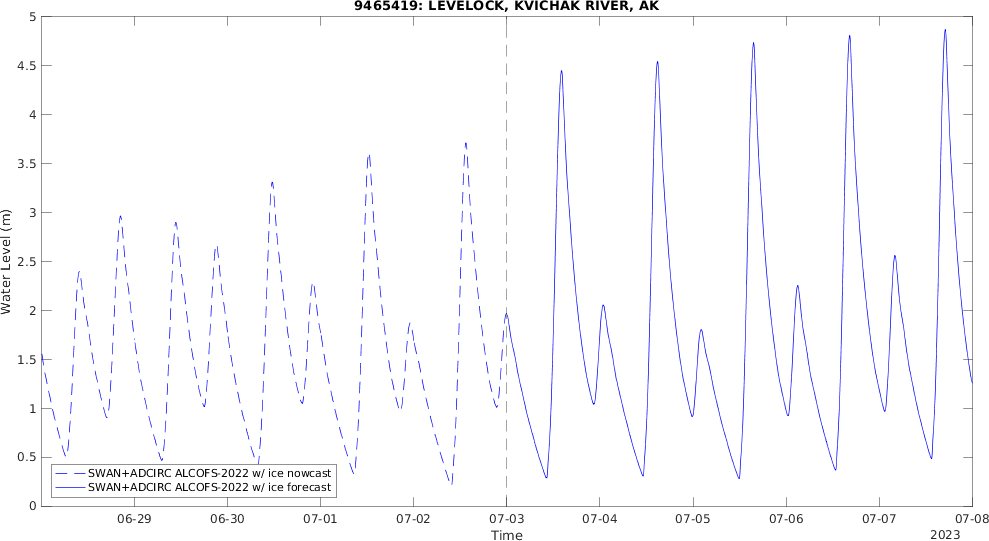 9465419: LEVELOCK, KVICHAK RIVER, AK
5
4.5
4
3.5
3
2.5
2
1.5
1
0.5
0
Water Level (m)
SWAN+ADCIRC ALCOFS-2022 w/ ice nowcast
SWAN+ADCIRC ALCOFS-2022 w/ ice forecast
06-29 06-30 07-01 07-02 07-03 07-04 07-05 07-06 07-07 07-08
Time
2023